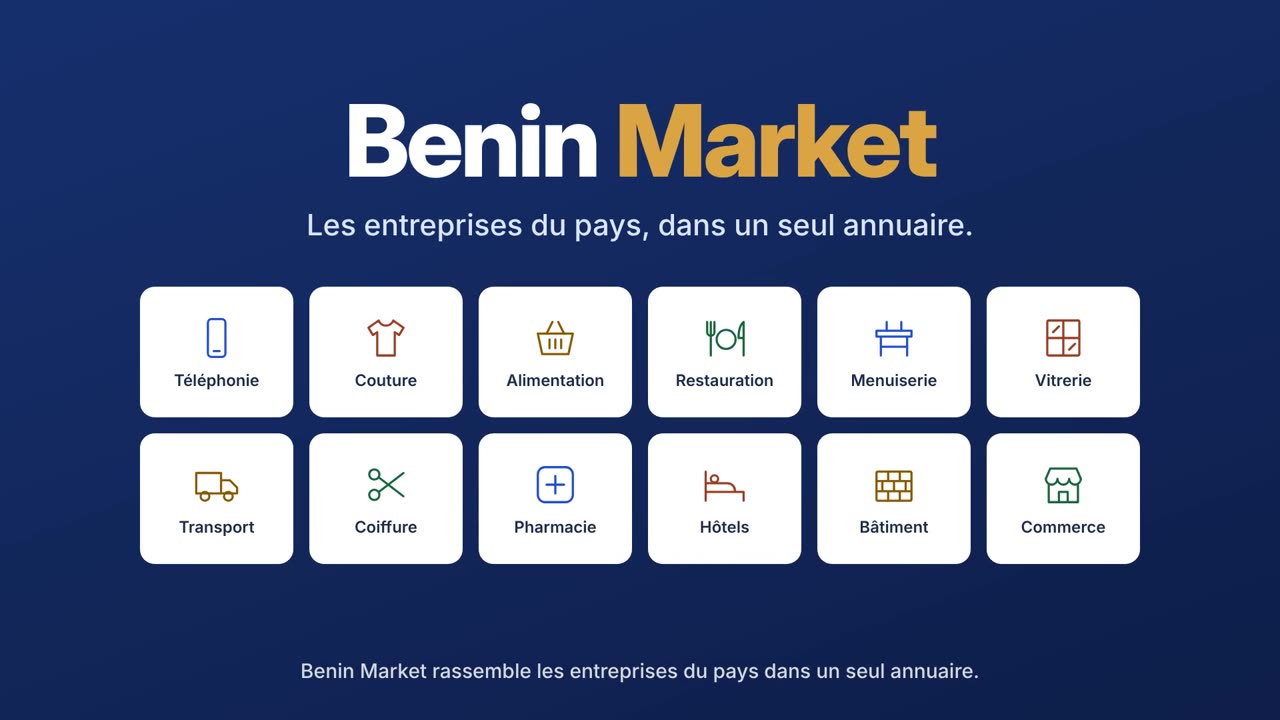 Benin Market
Les entreprises du pays, dans un seul annuaire.
Téléphonie
Couture
Alimentation
Restauration
Menuiserie
Vitrerie
Transport
Coiffure
Pharmacie
Hôtels
Bâtiment
Commerce
Benin Market rassemble les entreprises du pays dans un seul annuaire.